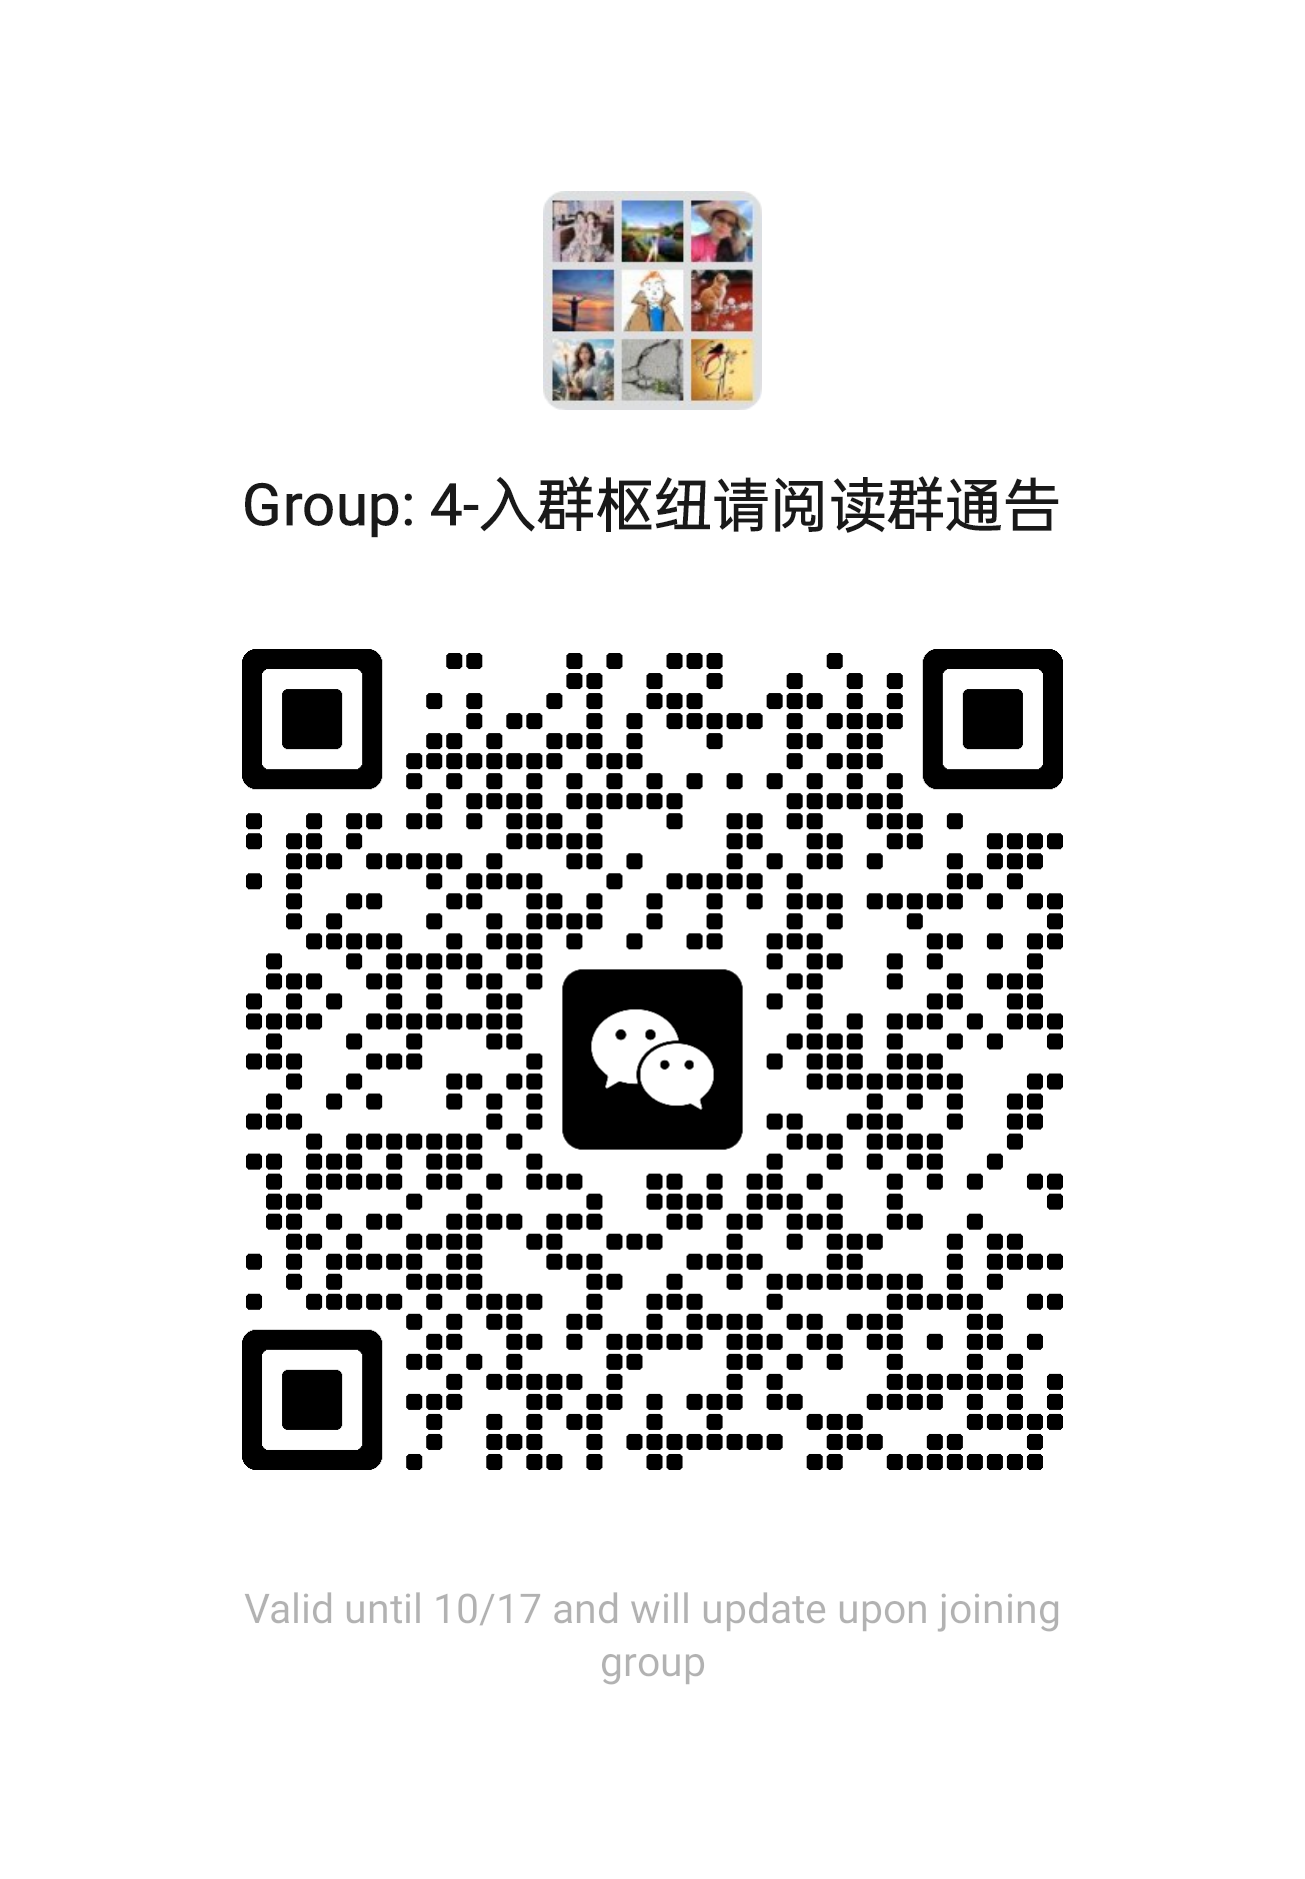 Group: 4-入群枢纽请阅读群通告
Valid until 10/17 and will update upon joining
group